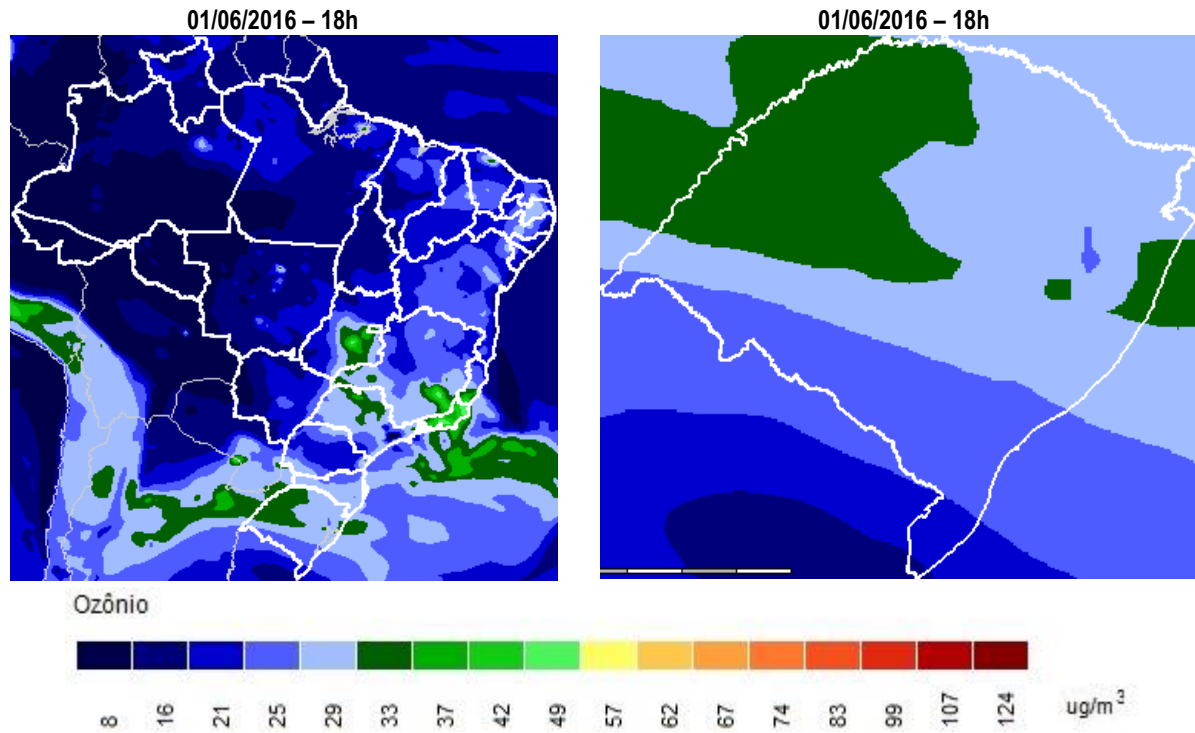 01/06/2016 – 18h
01/06/2016 – 18h
Ozônio
8 16 21 25 29 33 37 42 49 57 62 67 74 83 99 107 124 ug/m³